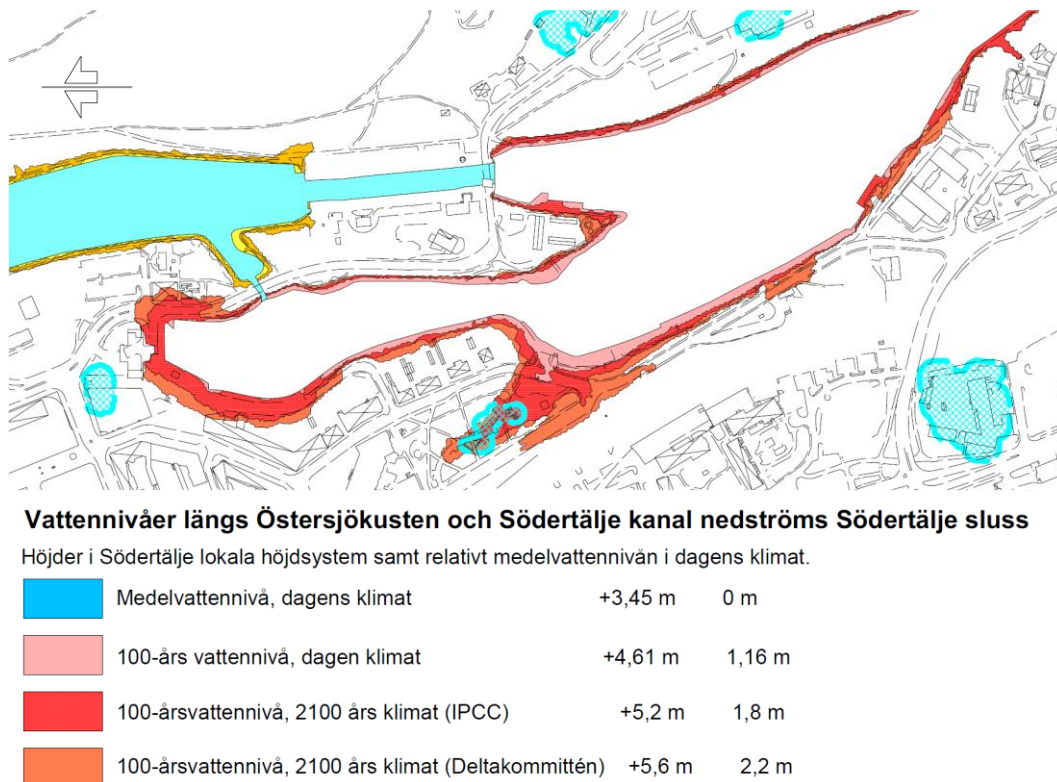 Vattennivåer längs Östersjökusten och Södertälje kanal nedströms Södertälje sluss
Höjder i Södertälje lokala höjdsystem samt relativt medelvattennivån i dagens klimat.
Medelvattennivå, dagens klimat +3,45 m 0 m
100-års vattennivå, dagen klimat +4,61 m 1,16 m
100-årsvattennivå, 2100 års klimat (IPCC) +5,2 m 1,8 m
100-årsvattennivå, 2100 års klimat (Deltakommittén) +5,6 m 2,2 m